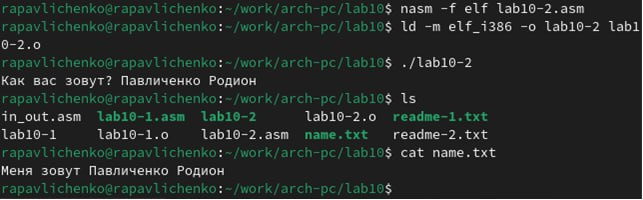 rapavlichenko@rapavlichenko:~/work/arch-pc/lab10$ nasm -f elf lab10-2.asm
rapavlichenko@rapavlichenko:~/work/arch-pc/lab10$ ld -m elf_i386 -o lab10-2 lab1
0-2.o
rapavlichenko@rapavlichenko:~/work/arch-pc/lab10$ ./lab10-2
Как вас зовут? Павличенко Родион
rapavlichenko@rapavlichenko:~/work/arch-pc/lab10$ ls
in_out.asm lab10-1.asm lab10-2 lab10-2.o readme-1.txt
lab10-1 lab10-1.o lab10-2.asm name.txt readme-2.txt
rapavlichenko@rapavlichenko:~/work/arch-pc/lab10$ cat name.txt
Меня зовут Павличенко Родион
rapavlichenko@rapavlichenko:~/work/arch-pc/lab10$